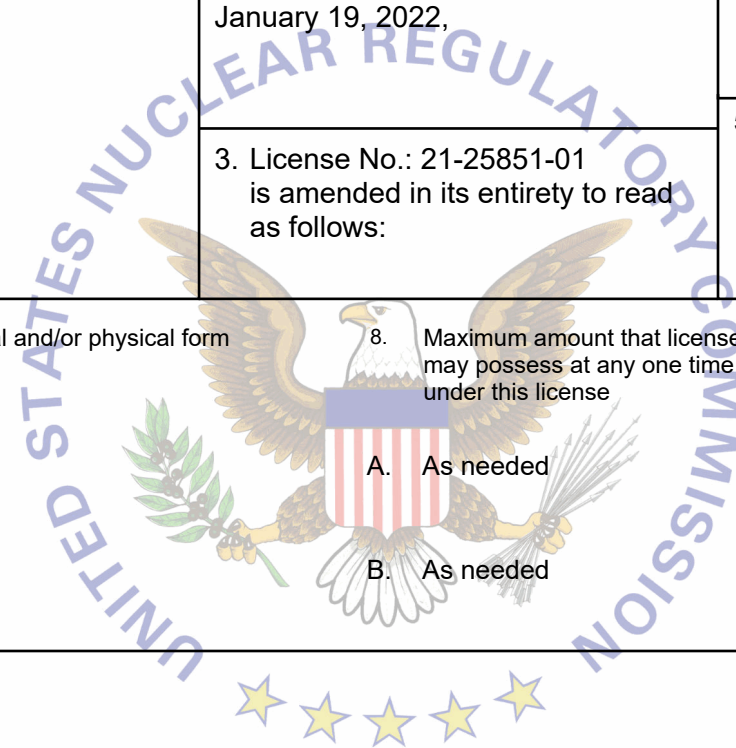 January 19, 2022,
3. License No.: 21-25851-01
is amended in its entirety to read
as follows:
and/or physical form
8. Maximum amount that license
may possess at any one time
under this license
A. As needed
B. As needed
UNITED STATES NUCLEAR REGULATORY COMMISSION